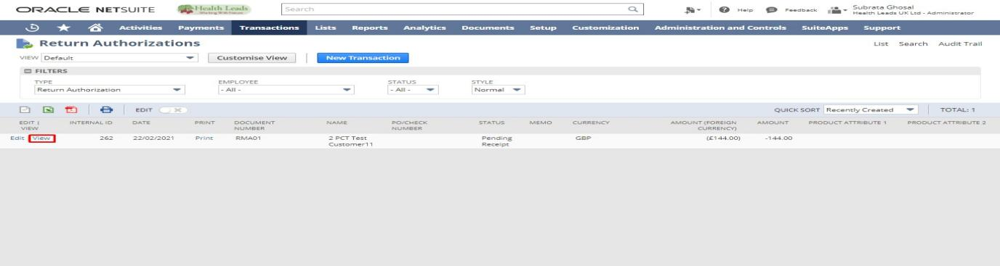 ORACLE NETSUITE Health Leads Search Help Feedback Subrata Ghosal
Working With Nature Health Leads UK Ltd - Administrator
Activities Payments Transactions Lists Reports Analytics Documents Setup Customization Administration and Controls SuiteApps Support
Return Authorizations List Search Audit Trail
VIEW Default Customise View New Transaction
FILTERS
TYPE EMPLOYEE STATUS STYLE
Return Authorization - All - - All - Normal
EDIT QUICK SORT Recently Created TOTAL: 1
EDIT | INTERNAL ID DATE PRINT DOCUMENT NAME PO/CHECK STATUS MEMO CURRENCY AMOUNT (FOREIGN AMOUNT PRODUCT ATTRIBUTE 1 PRODUCT ATTRIBUTE 2
VIEW NUMBER NUMBER CURRENCY)
Edit View 262 22/02/2021 Print RMA01 2 PCT Test Pending GBP (£144.00) -144.00
Customer11 Receipt